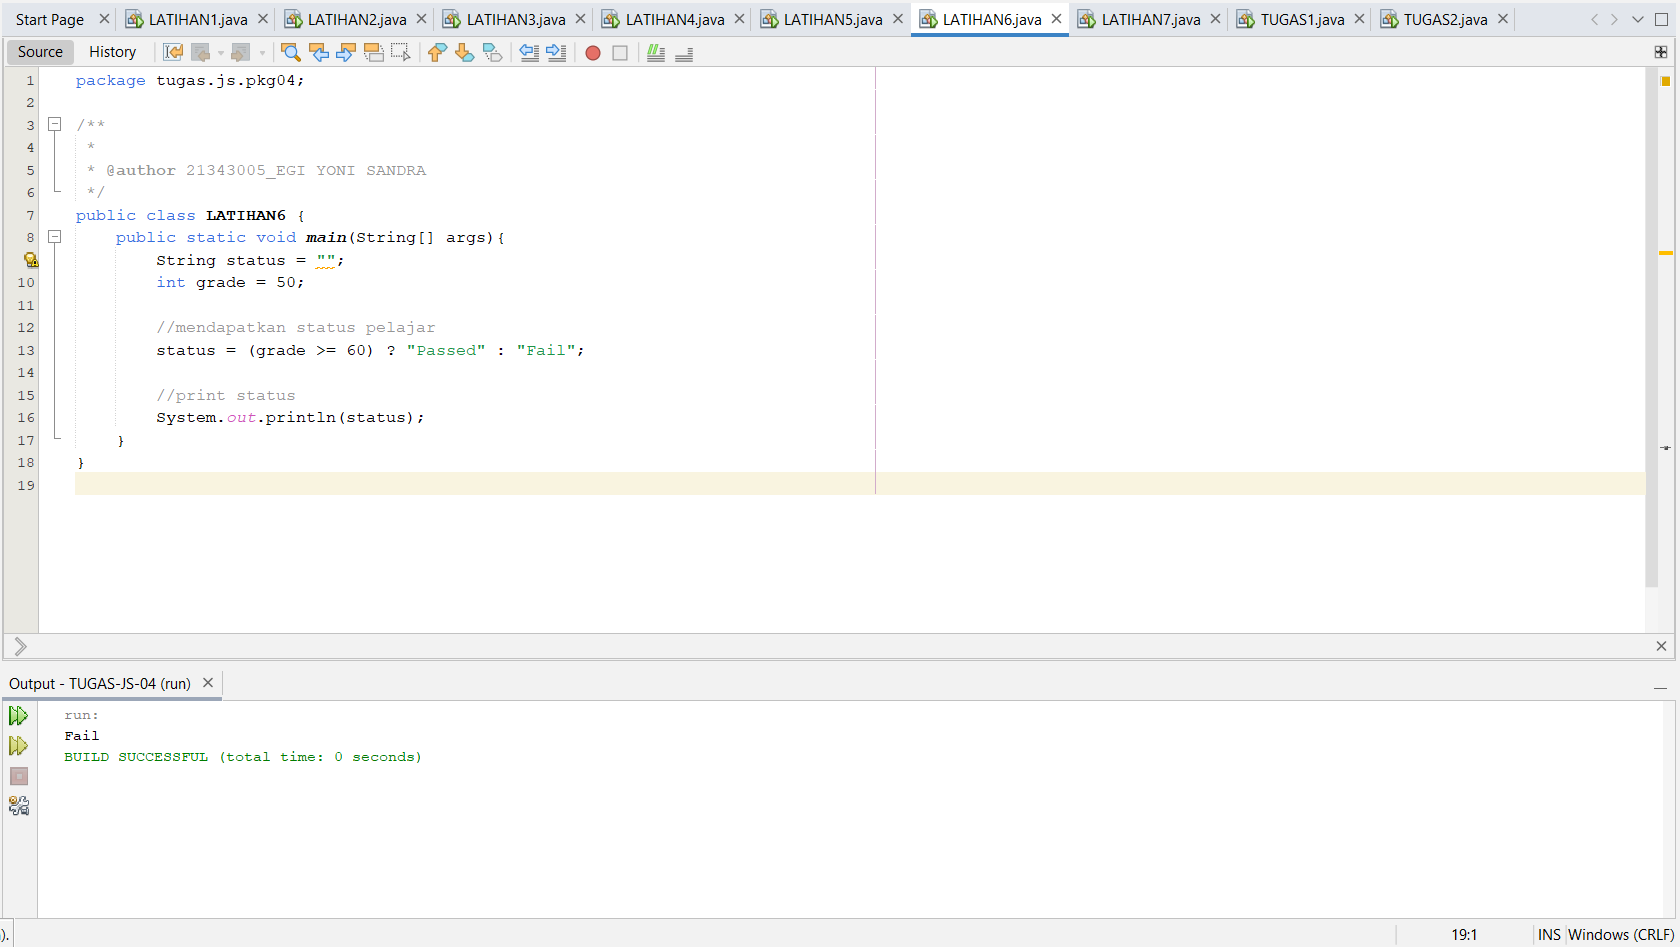 Start Page LATIHAN1.java LATIHAN2.java LATIHAN3.java LATIHAN4.java LATIHAN5.java LATIHAN6.java LATIHAN7.java TUGAS1.java TUGAS2.java
Source History
1 package tugas.js.pkg04;
2
3 /**
4 *
5 * @author 21343005_EGI YONI SANDRA
6 */
7 public class LATIHAN6 {
8 public static void main(String[] args){
String status = "";
10 int grade = 50;
11
12 //mendapatkan status pelajar
13 status = (grade >= 60) ? "Passed" : "Fail";
14
15 //print status
16 System.out.println(status);
17 }
18 }
19
Output - TUGAS-JS-04 (run)
run:
Fail
BUILD SUCCESSFUL (total time: 0 seconds)
). 19:1 INS Windows (CRLF)